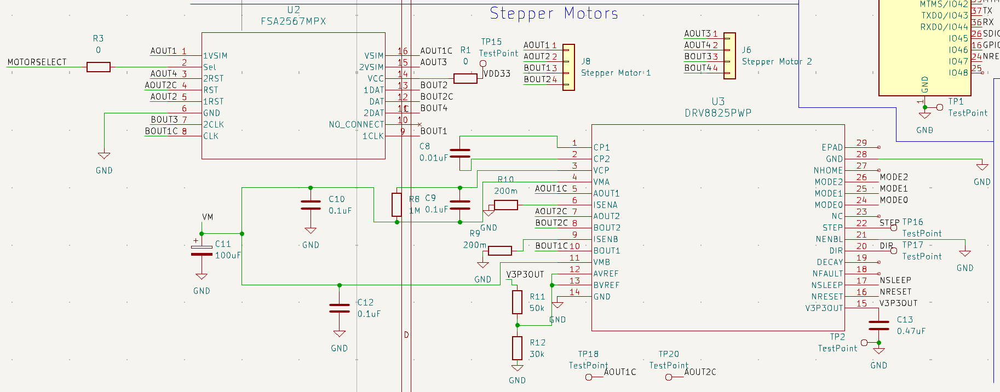 Stepper Motors
U2
FSA2567MPX
R3
0
MOTORSELECT
AOUT1 1 1VSIM
2 Sel
AOUT4 3 2RST
AOUT2C 4 RST
AOUT2 5 1RST
6 GND
BOUT3 7 2CLK
BOUT1C 8 CLK
GND
VSIM 16 AOUT1C
2VSIM 15 AOUT3
VCC 14
1DAT 13 BOUT2
DAT 12 BOUT2C
2DAT 11 BOUT4
NO_CONNECT 10
1CLK 9 BOUT1
R1
0
TP15
TestPoint
VDD33
AOUT1 1
AOUT2 2
BOUT1 3
BOUT2 4
J8
Stepper Motor 1
AOUT3 1
AOUT4 2
BOUT3 3
BOUT4 4
J6
Stepper Motor 2
MTMS/IO42
TXD0/IO43 37 TX
RXD0/IO44 36 RX
IO45 26
IO46 16
IO47 24
IO48 25
GND
1
TP1
TestPoint
GND
U3
DRV8825PWP
C8
0.01uF
1 CP1
2 CP2
3 VCP
4 VMA
AOUT1C 5 AOUT1
6 ISENA
AOUT2C 7 AOUT2
BOUT2C 8 BOUT2
9 ISENB
BOUT1C 10 BOUT1
11 VMB
12 AVREF
13 BVREF
14 GND
EPAD 29
GND 28
NHOME 27
MODE2 26 MODE2
MODE1 25 MODE1
MODE0 24 MODE0
NC 23
STEP 22 STEP
NENBL 21
DIR 20 DIR
DECAY 19
NFAULT 18
NSLEEP 17 NSLEEP
NRESET 16 NRESET
V3P3OUT 15 V3P3OUT
GND
TP16
TestPoint
TP17
TestPoint
GND
R10
200m
GND
R9
200m
GND
C9
0.1uF
1M
C10
0.1uF
GND
VM
+
C11
100uF
GND
C12
0.1uF
GND
D
V3P3OUT
R11
50k
GND
R12
30k
GND
C13
0.47uF
TP2
TestPoint
GND
TP18
TestPoint
AOUT1C
TP20
TestPoint
AOUT2C